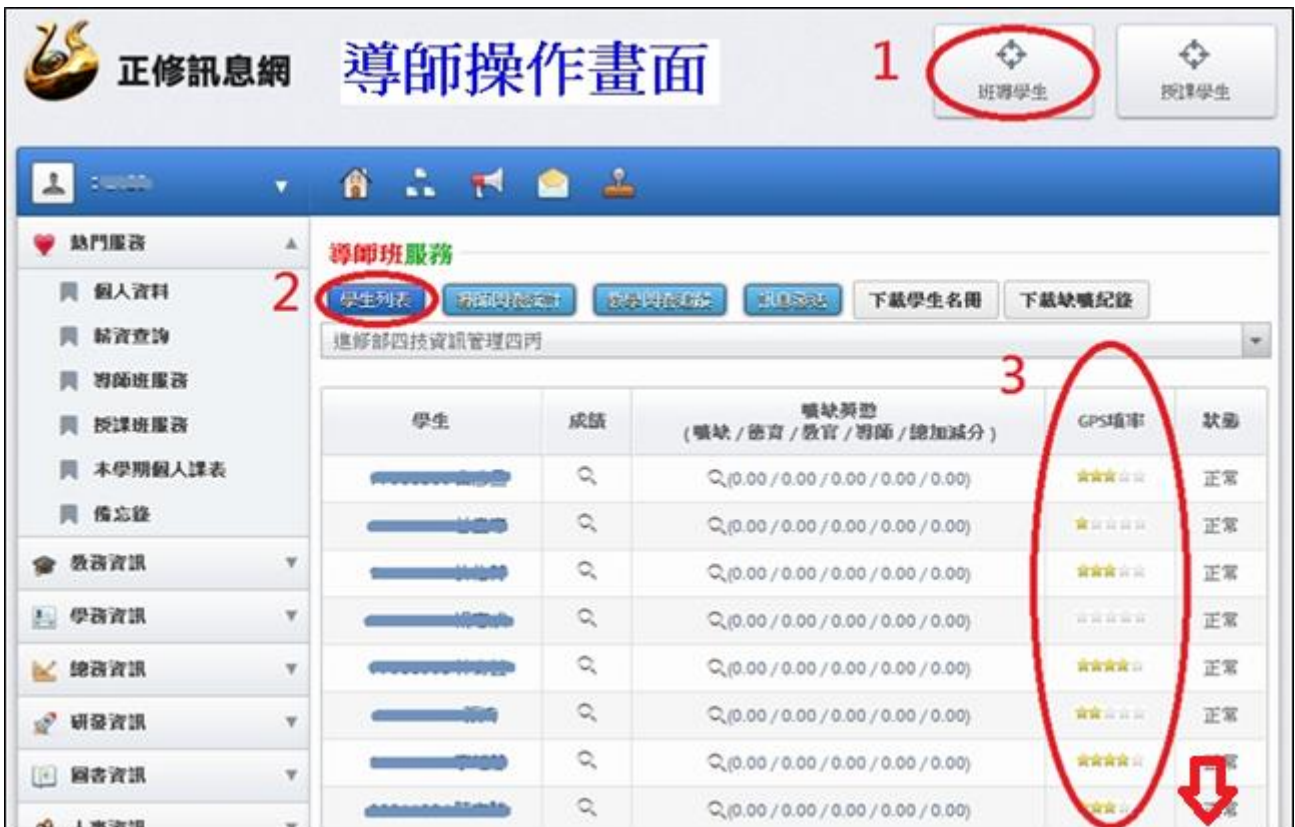 正修訊息網
導師操作畫面
1
班導學生
授課學生
熱門服務
個人資料
薪資查詢
導師班服務
授課班服務
本學期個人課表
備忘錄
教務資訊
學務資訊
總務資訊
研發資訊
圖書資訊
人事資訊
導師班服務
2
學生列表
下載學生名冊
下載缺曠紀錄
進修部四技資訊管理四丙
3
學生
成績
曠缺獎懲
(曠缺/德育/教官/導師/總加減分)
GPS填率
狀態
(0.00/0.00/0.00/0.00/0.00)
正常
(0.00/0.00/0.00/0.00/0.00)
正常
(0.00/0.00/0.00/0.00/0.00)
正常
(0.00/0.00/0.00/0.00/0.00)
正常
(0.00/0.00/0.00/0.00/0.00)
正常
(0.00/0.00/0.00/0.00/0.00)
正常
(0.00/0.00/0.00/0.00/0.00)
(0.00/0.00/0.00/0.00/0.00)